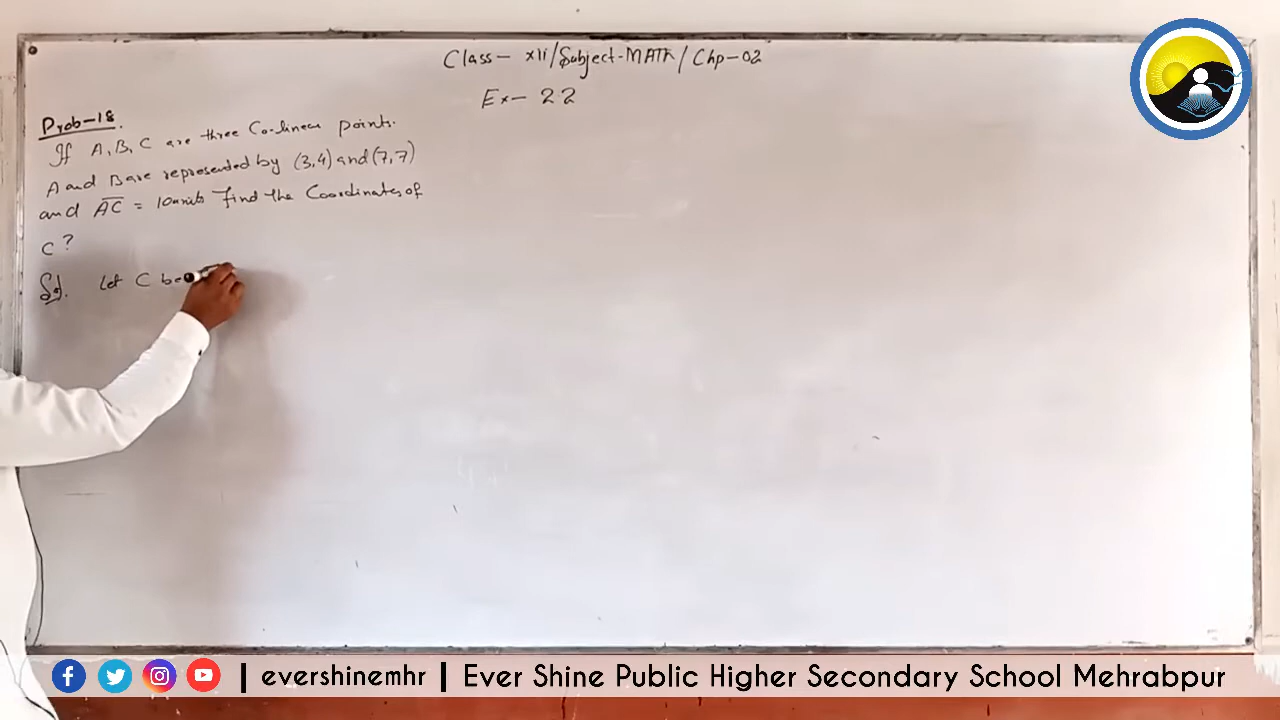 Class- XII/Subject-MATH/Chp-02
Ex- 22
Prob-18.
If A, B, C are three Co-linear points.
A and B are represented by (3,4) and (7,7)
and AC = 10units find the Coordinates of
C?
Sol. Let C be
| evershinemhr | Ever Shine Public Higher Secondary School Mehrabpur